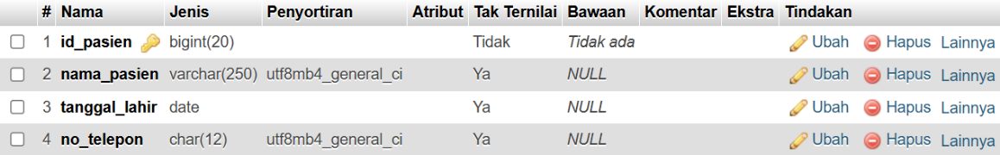 # Nama Jenis Penyortiran Atribut Tak Ternilai Bawaan Komentar Ekstra Tindakan
1 id_pasien bigint(20) Tidak Tidak ada Ubah Hapus Lainnya
2 nama_pasien varchar(250) utf8mb4_general_ci Ya NULL Ubah Hapus Lainnya
3 tanggal_lahir date Ya NULL Ubah Hapus Lainnya
4 no_telepon char(12) utf8mb4_general_ci Ya NULL Ubah Hapus Lainnya